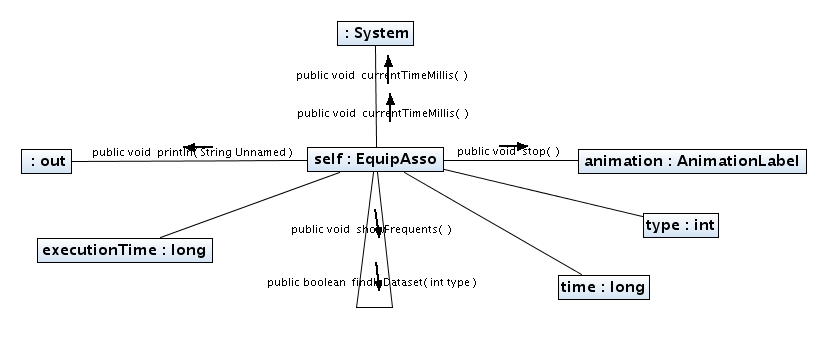 : System
public void currentTimeMillis( )
public void currentTimeMillis( )
: out
public void println( String Unnamed )
self : EquipAsso
public void stop( )
animation : AnimationLabel
type : int
public void showFrequents( )
executionTime : long
public boolean findInDataset( int type )
time : long